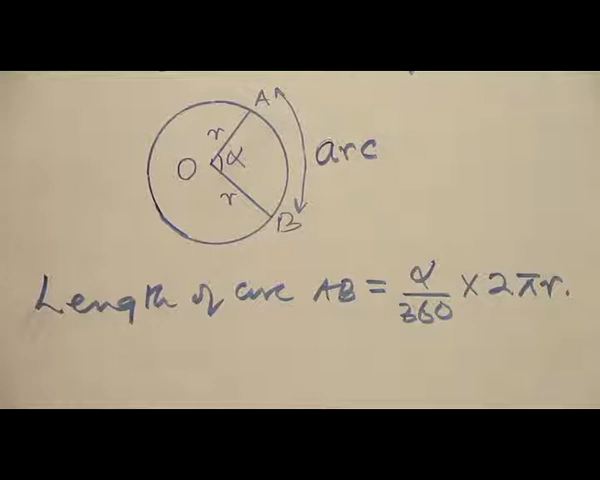 A
r
O α arc
r
B
Length of arc AB = α/360 × 2πr.